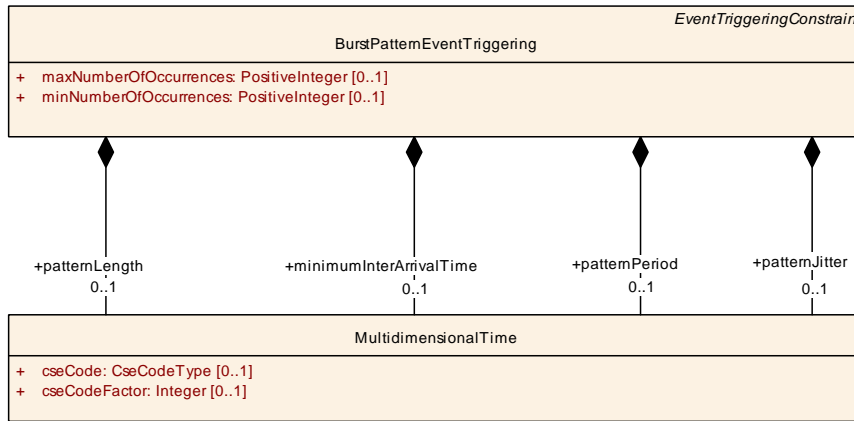 EventTriggeringConstrain
BurstPatternEventTriggering
+ maxNumberOfOccurrences: PositiveInteger [0..1]
+ minNumberOfOccurrences: PositiveInteger [0..1]
+patternLength +minimumInterArrivalTime +patternPeriod +patternJitter
0..1 0..1 0..1 0..1
MultidimensionalTime
+ cseCode: CseCodeType [0..1]
+ cseCodeFactor: Integer [0..1]